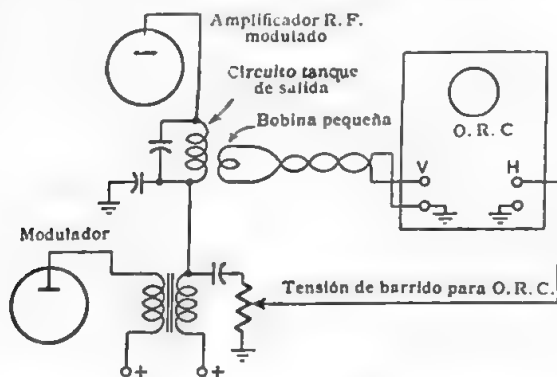 Amplificador R. F.
modulado
Circuito tanque
de salida
Bobina pequeña
O. R. C
V
H
Modulador
Tensión de barrido para O. R. C.
+
+